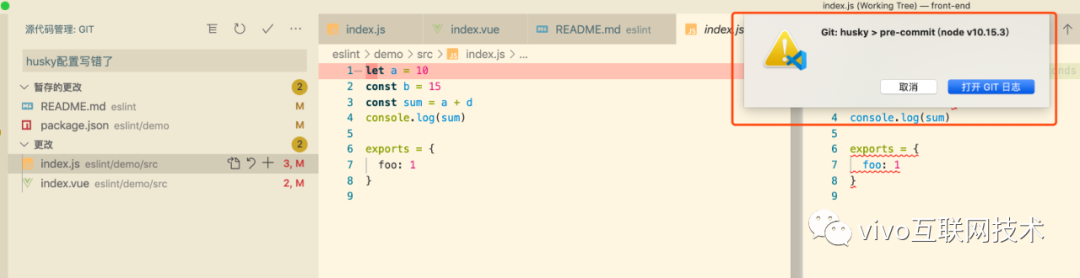 index.js (Working Tree) — front-end
源代码管理: GIT
husky配置写错了
暂存的更改 2
README.md eslint M
package.json eslint/demo M
更改 2
index.js eslint/demo/src 3, M
index.vue eslint/demo/src 2, M
index.js
index.vue
README.md eslint
index.js
eslint › demo › src › index.js › ...
1 let a = 10
2 const b = 15
3 const sum = a + d
4 console.log(sum)
5
6 exports = {
7 foo: 1
8 }
9
Git: husky > pre-commit (node v10.15.3)
取消
打开 GIT 日志
4 console.log(sum)
5
6 exports = {
7 foo: 1
8 }
9
vivo互联网技术